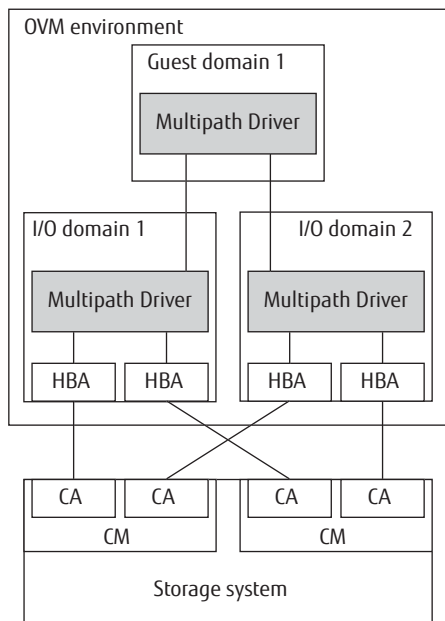 OVM environment
Guest domain 1
Multipath Driver
I/O domain 1
I/O domain 2
Multipath Driver
Multipath Driver
HBA
HBA
HBA
HBA
CA
CA
CA
CA
CM
CM
Storage system